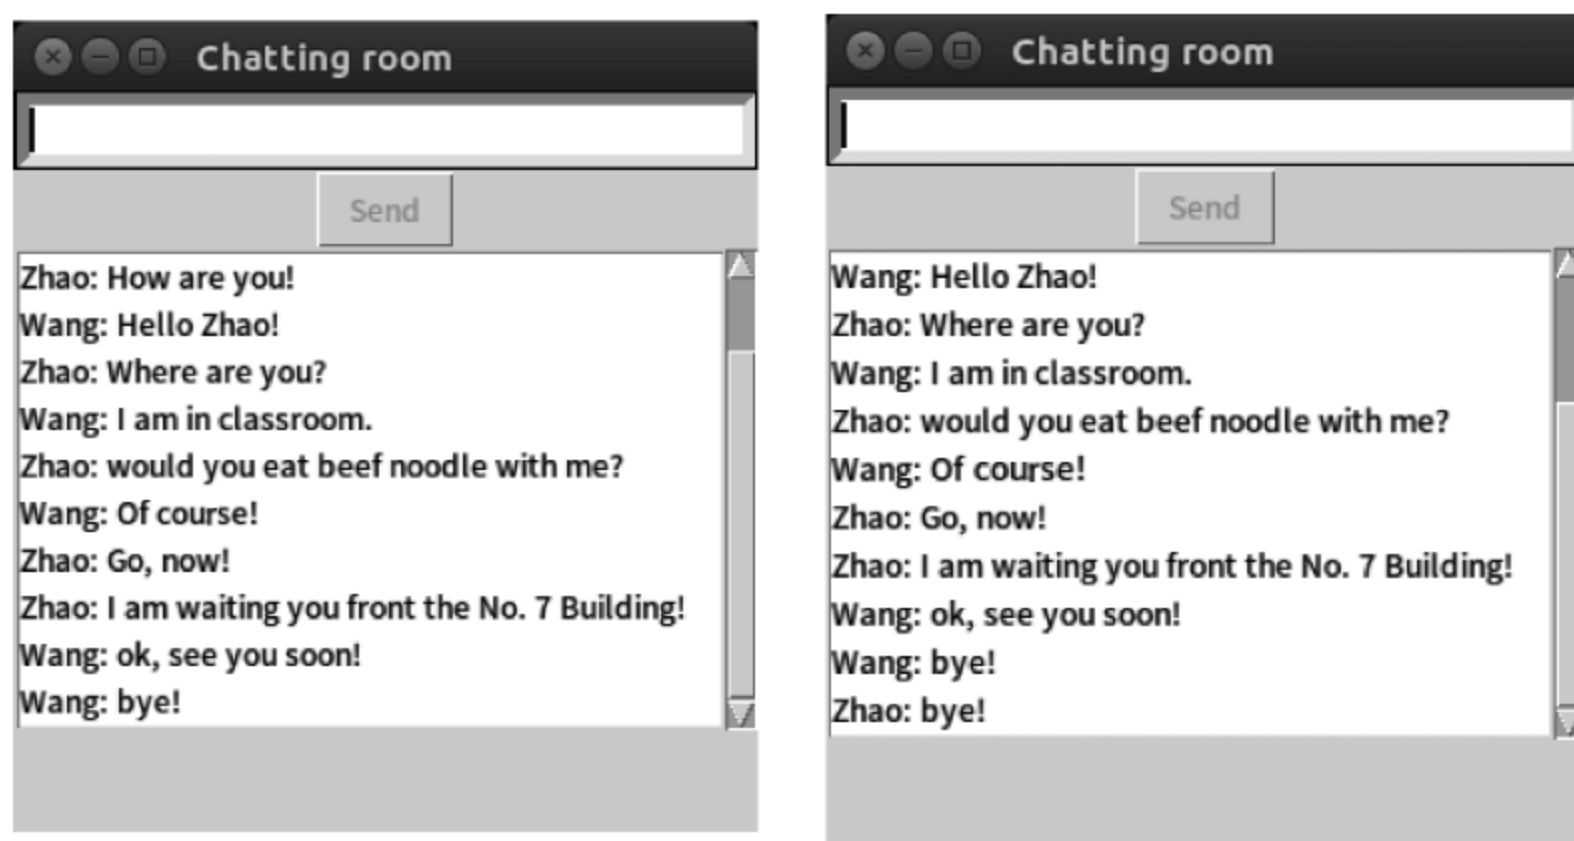 Chatting room
Send
Zhao: How are you!
Wang: Hello Zhao!
Zhao: Where are you?
Wang: I am in classroom.
Zhao: would you eat beef noodle with me?
Wang: Of course!
Zhao: Go, now!
Zhao: I am waiting you front the No. 7 Building!
Wang: ok, see you soon!
Wang: bye!
Chatting room
Send
Wang: Hello Zhao!
Zhao: Where are you?
Wang: I am in classroom.
Zhao: would you eat beef noodle with me?
Wang: Of course!
Zhao: Go, now!
Zhao: I am waiting you front the No. 7 Building!
Wang: ok, see you soon!
Wang: bye!
Zhao: bye!